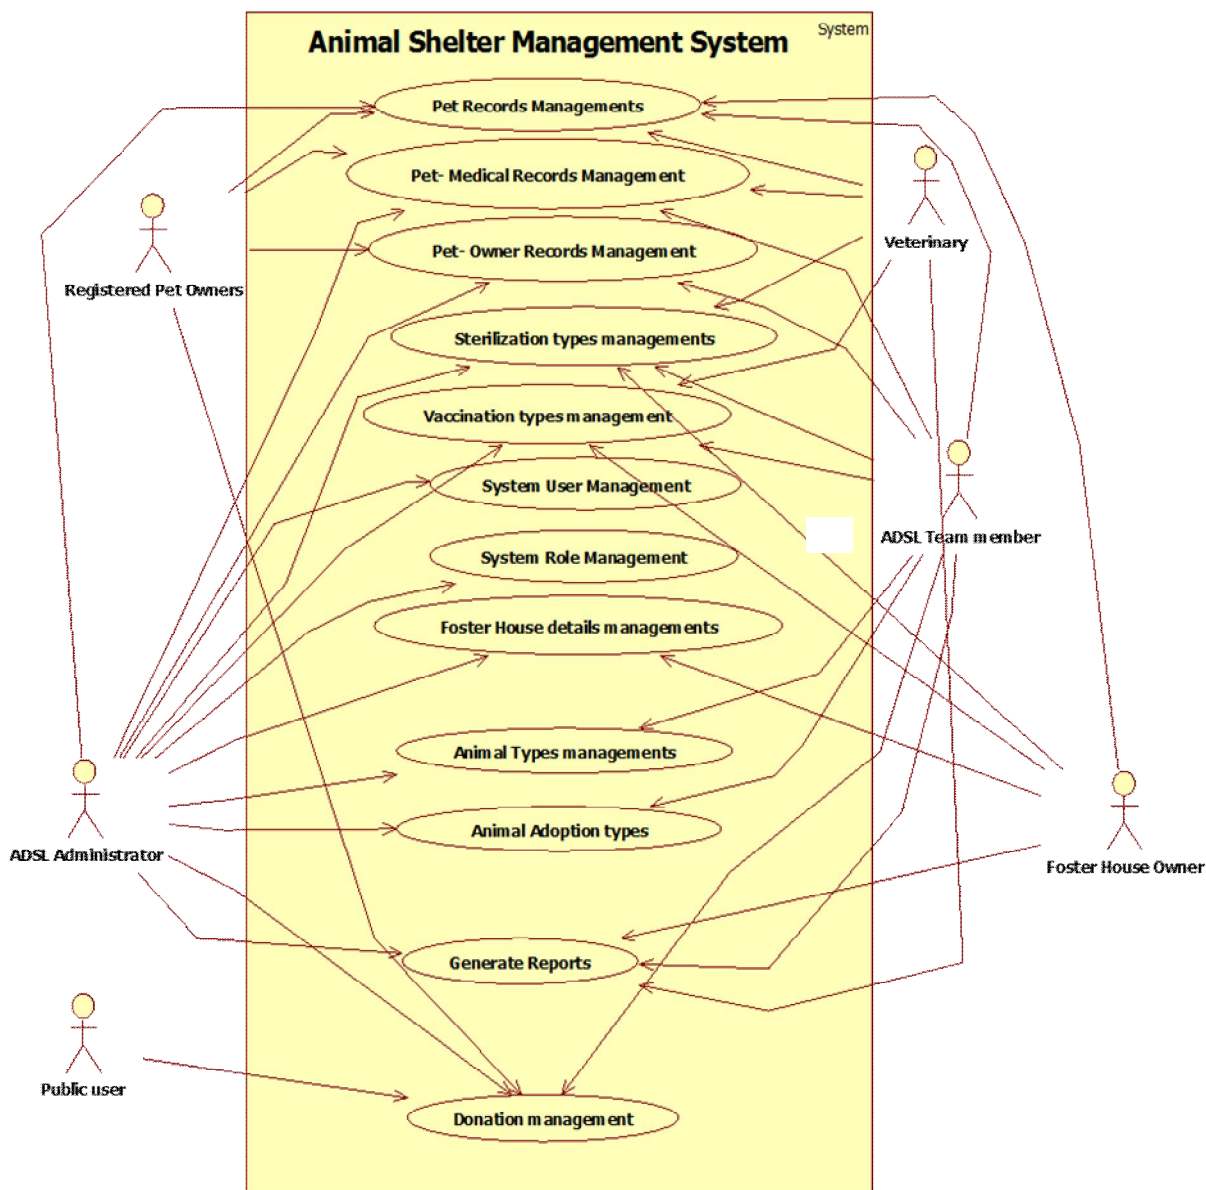 System
Animal Shelter Management System
Pet Records Managements
Pet- Medical Records Management
Pet- Owner Records Management
Veterinary
Registered Pet Owners
Sterilization types managements
Vaccination types management
System User Management
ADSL Team member
System Role Management
Foster House details managements
Animal Types managements
Animal Adoption types
ADSL Administrator
Foster House Owner
Generate Reports
Public user
Donation management